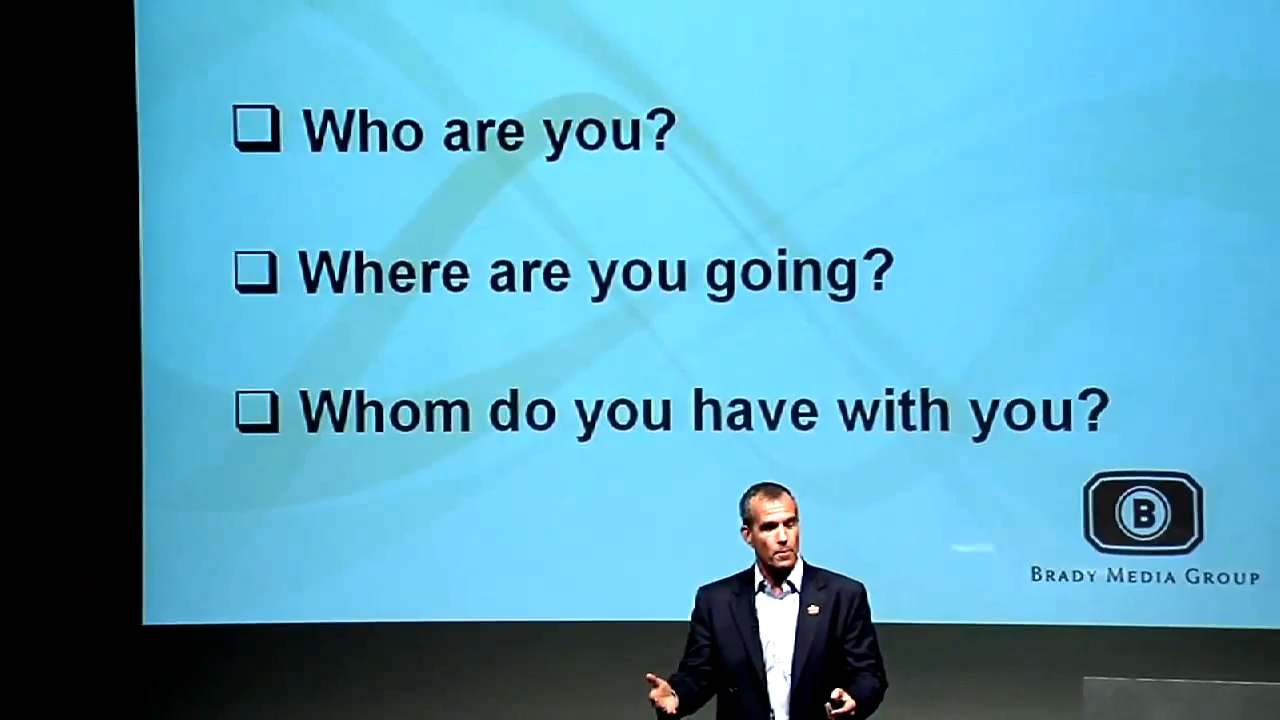 ❑ Who are you?
❑ Where are you going?
❑ Whom do you have with you?
B
BRADY MEDIA GROUP